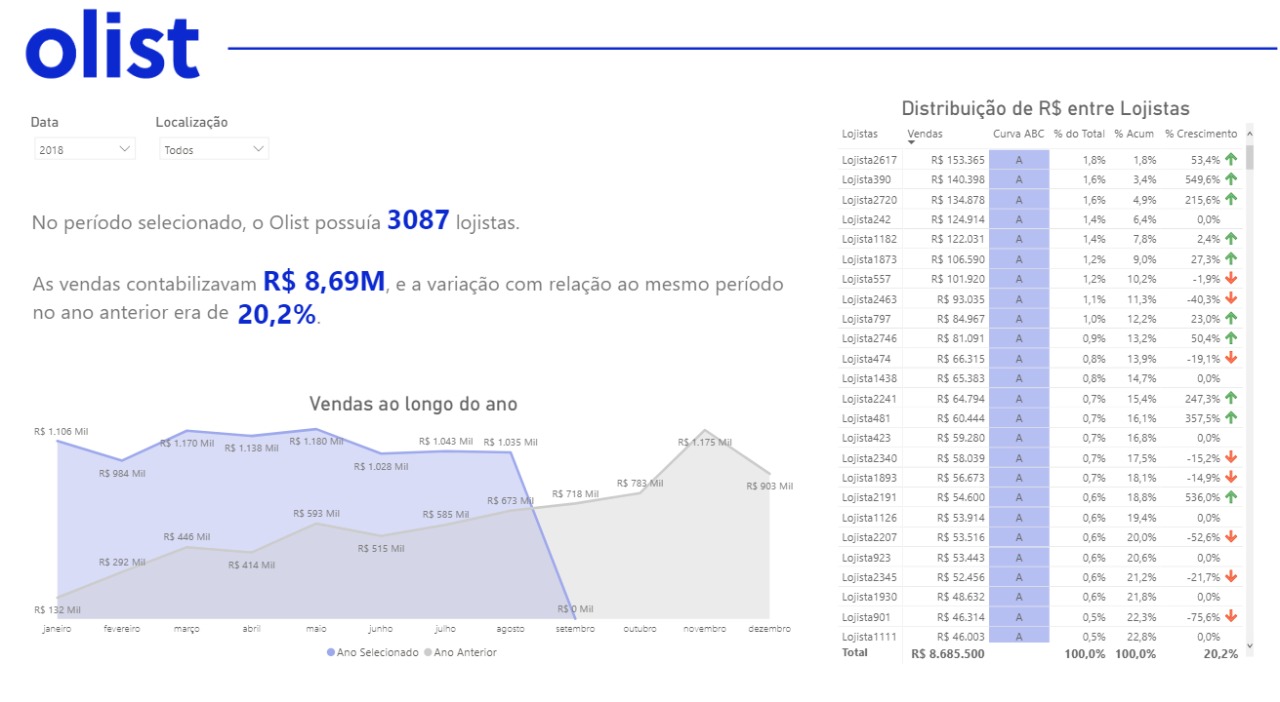 olist
Data
Localização
2018
Todos
No período selecionado, o Olist possuía 3087 lojistas.
As vendas contabilizavam R$ 8,69M, e a variação com relação ao mesmo período
no ano anterior era de 20,2%.
Vendas ao longo do ano
R$ 1.106 Mil
R$ 984 Mil
R$ 1.170 Mil
R$ 1.138 Mil
R$ 1.180 Mil
R$ 1.028 Mil
R$ 1.043 Mil
R$ 1.035 Mil
R$ 0 Mil
R$ 132 Mil
R$ 292 Mil
R$ 446 Mil
R$ 414 Mil
R$ 593 Mil
R$ 515 Mil
R$ 585 Mil
R$ 673 Mil
R$ 718 Mil
R$ 783 Mil
R$ 1.175 Mil
R$ 903 Mil
janeiro fevereiro março abril maio junho julho agosto setembro outubro novembro dezembro
Ano Selecionado Ano Anterior
Distribuição de R$ entre Lojistas
Lojistas Vendas Curva ABC % do Total % Acum % Crescimento
Lojista2617 R$ 153.365 A 1,8% 1,8% 53,4%
Lojista390 R$ 140.398 A 1,6% 3,4% 549,6%
Lojista2720 R$ 134.878 A 1,6% 4,9% 215,6%
Lojista242 R$ 124.914 A 1,4% 6,4% 0,0%
Lojista1182 R$ 122.031 A 1,4% 7,8% 2,4%
Lojista1873 R$ 106.590 A 1,2% 9,0% 27,3%
Lojista557 R$ 101.920 A 1,2% 10,2% -1,9%
Lojista2463 R$ 93.035 A 1,1% 11,3% -40,3%
Lojista797 R$ 84.967 A 1,0% 12,2% 23,0%
Lojista2746 R$ 81.091 A 0,9% 13,2% 50,4%
Lojista474 R$ 66.315 A 0,8% 13,9% -19,1%
Lojista1438 R$ 65.383 A 0,8% 14,7% 0,0%
Lojista2241 R$ 64.794 A 0,7% 15,4% 247,3%
Lojista481 R$ 60.444 A 0,7% 16,1% 357,5%
Lojista423 R$ 59.280 A 0,7% 16,8% 0,0%
Lojista2340 R$ 58.039 A 0,7% 17,5% -15,2%
Lojista1893 R$ 56.673 A 0,7% 18,1% -14,9%
Lojista2191 R$ 54.600 A 0,6% 18,8% 536,0%
Lojista1126 R$ 53.914 A 0,6% 19,4% 0,0%
Lojista2207 R$ 53.516 A 0,6% 20,0% -52,6%
Lojista923 R$ 53.443 A 0,6% 20,6% 0,0%
Lojista2345 R$ 52.456 A 0,6% 21,2% -21,7%
Lojista1930 R$ 48.632 A 0,6% 21,8% 0,0%
Lojista901 R$ 46.314 A 0,5% 22,3% -75,6%
Lojista1111 R$ 46.003 A 0,5% 22,8% 0,0%
Total R$ 8.685.500 100,0% 100,0% 20,2%